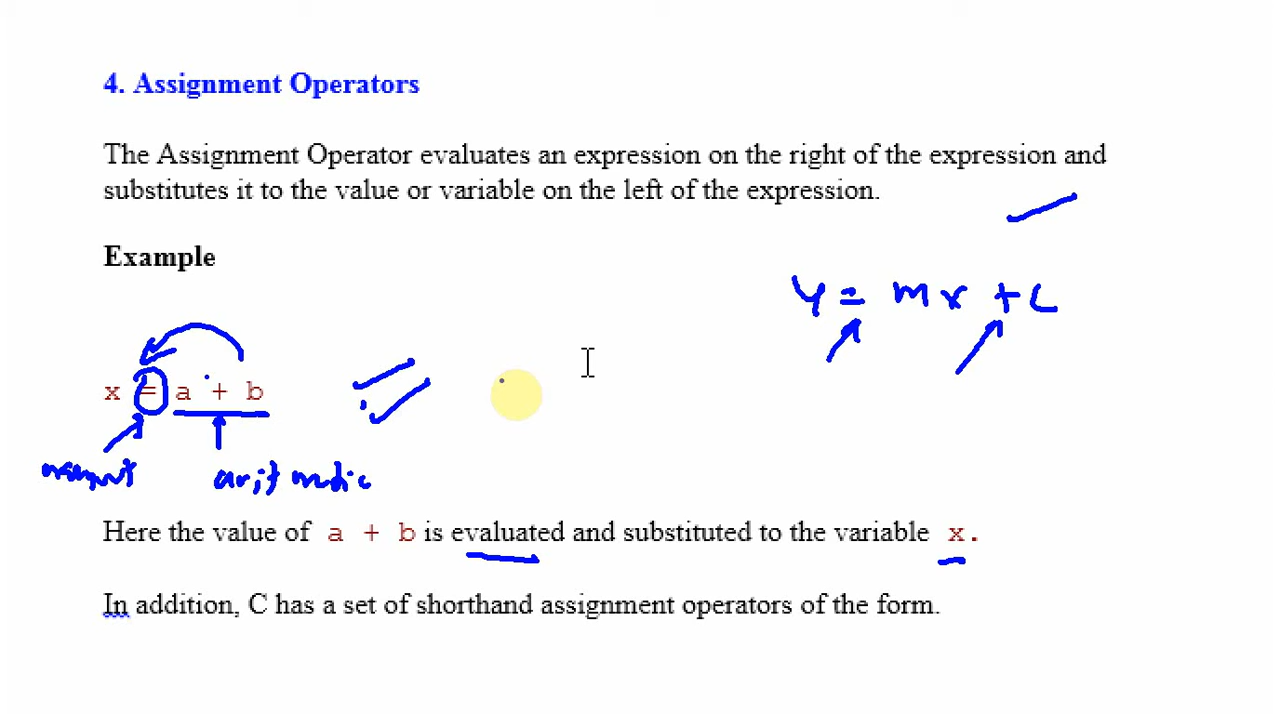 4. Assignment Operators
The Assignment Operator evaluates an expression on the right of the expression and
substitutes it to the value or variable on the left of the expression.
Example
y = mx + c
x = a + b
aritmedic
Here the value of a + b is evaluated and substituted to the variable x.
In addition, C has a set of shorthand assignment operators of the form.